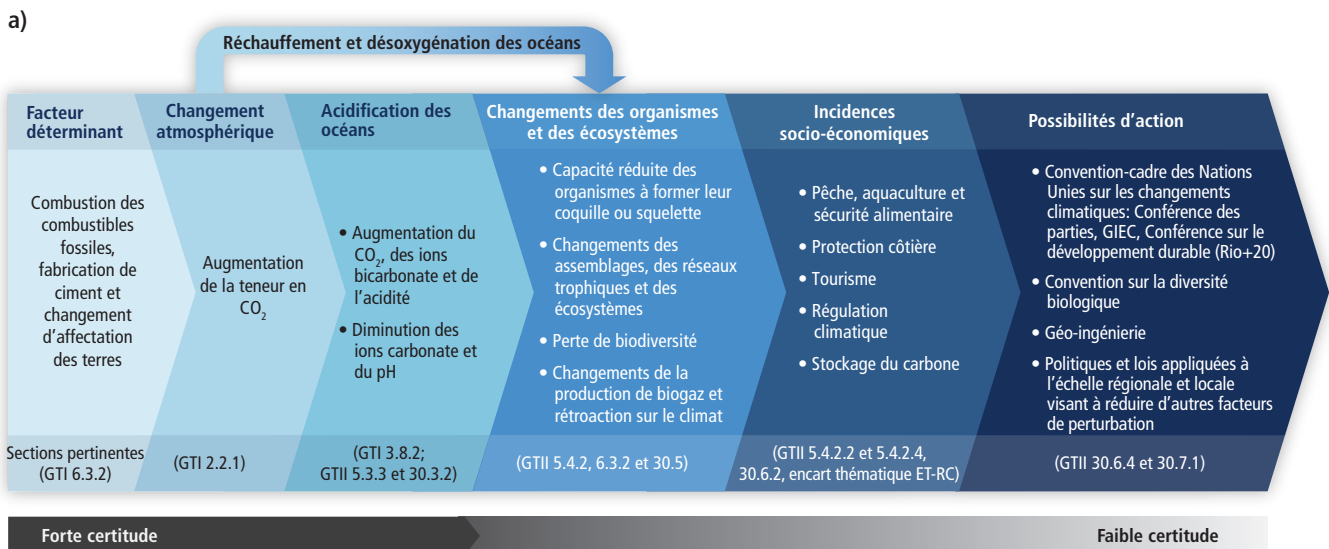 a)
Réchauffement et désoxygénation des océans
Facteur
déterminant
Combustion des
combustibles
fossiles,
fabrication de
ciment et
changement
d’affectation
des terres
Sections pertinentes
(GTI 6.3.2)
Changement
atmosphérique
Augmentation
de la teneur en
CO₂
(GTI 2.2.1)
Acidification des
océans
• Augmentation du
CO₂, des ions
bicarbonate et de
l’acidité
• Diminution des
ions carbonate et
du pH
(GTI 3.8.2;
GTII 5.3.3 et 30.3.2)
Changements des organismes
et des écosystèmes
• Capacité réduite des
organismes à former leur
coquille ou squelette
• Changements des
assemblages, des réseaux
trophiques et des
écosystèmes
• Perte de biodiversité
• Changements de la
production de biogaz et
rétroaction sur le climat
(GTII 5.4.2, 6.3.2 et 30.5)
Incidences
socio-économiques
• Pêche, aquaculture et
sécurité alimentaire
• Protection côtière
• Tourisme
• Régulation
climatique
• Stockage du carbone
(GTII 5.4.2.2 et 5.4.2.4,
30.6.2, encart thématique ET-RC)
Possibilités d’action
• Convention-cadre des Nations
Unies sur les changements
climatiques: Conférence des
parties, GIEC, Conférence sur le
développement durable (Rio+20)
• Convention sur la diversité
biologique
• Géo-ingénierie
• Politiques et lois appliquées à
l’échelle régionale et locale
visant à réduire d’autres facteurs
de perturbation
(GTII 30.6.4 et 30.7.1)
Forte certitude
Faible certitude